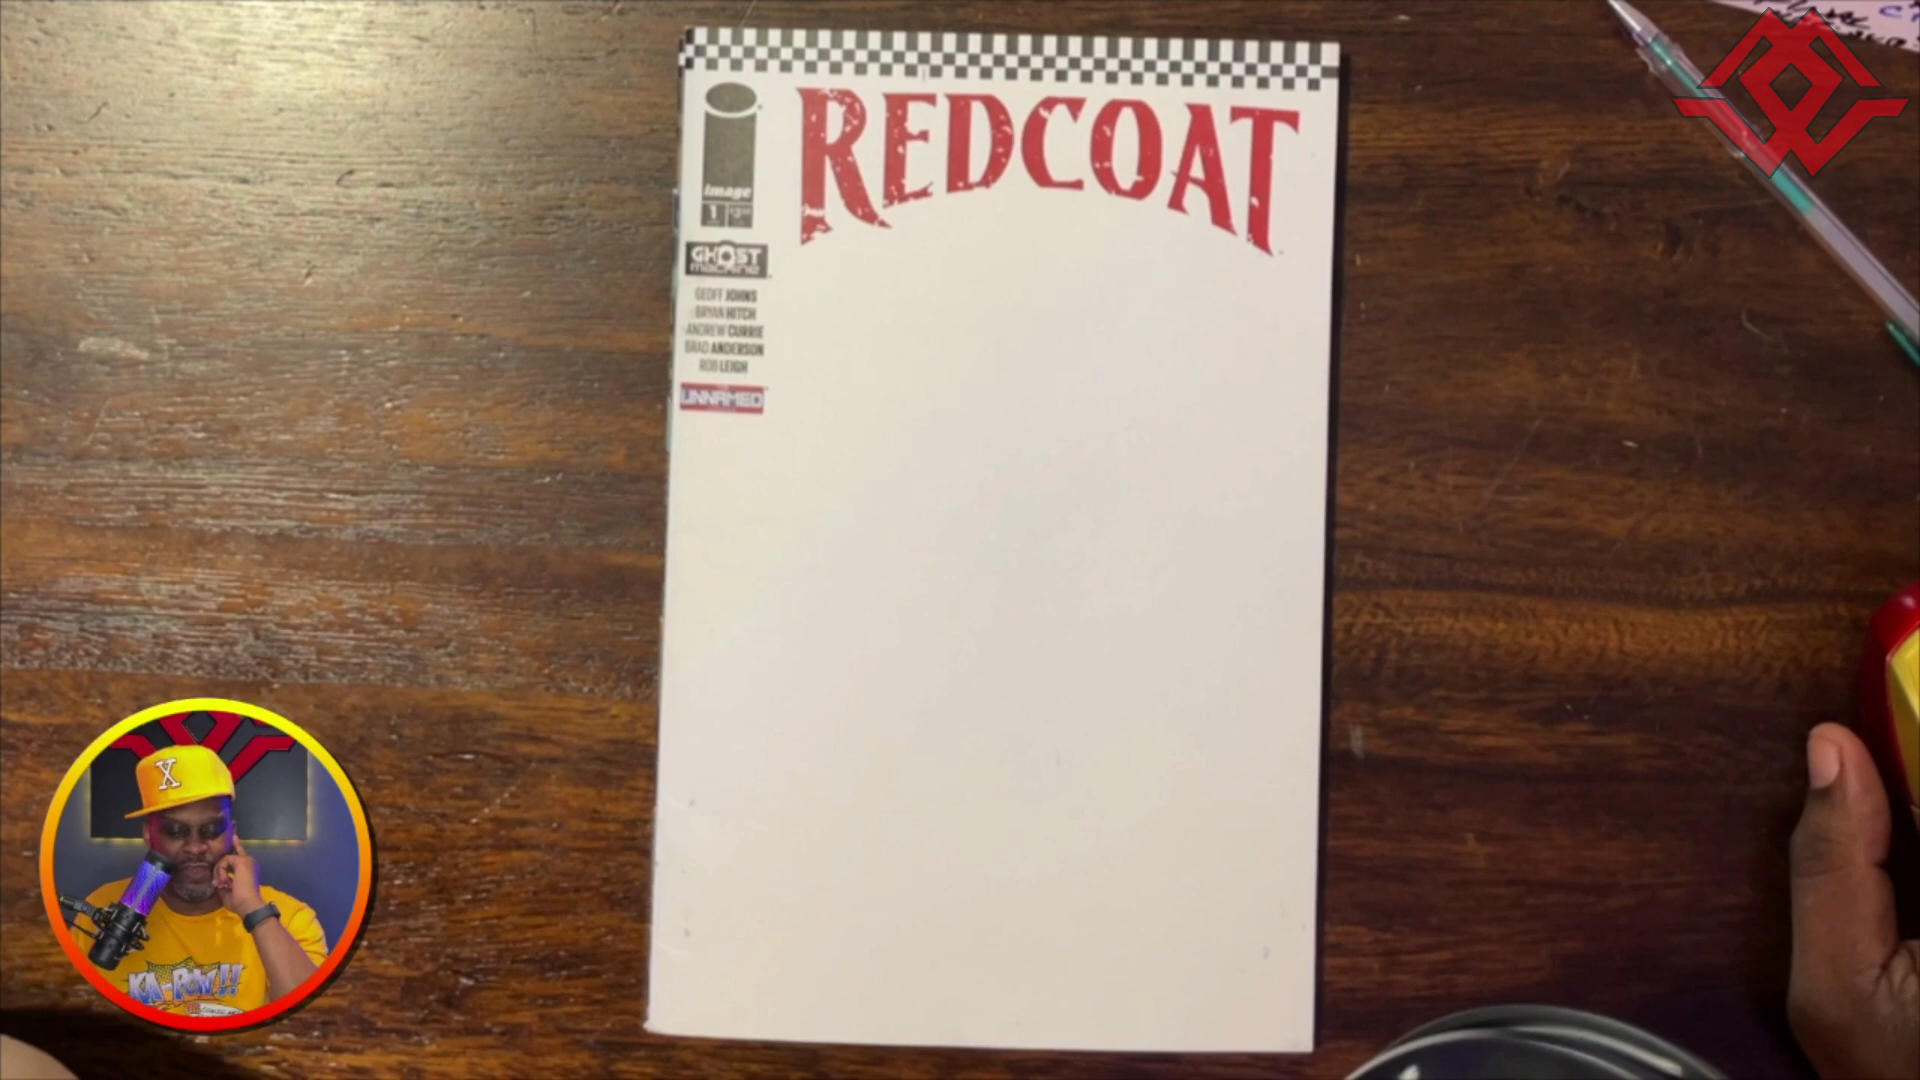 REDCOAT
image
1
GHOST
MACHINE
GEOFF JOHNS
BRYAN HITCH
ANDREW CURRIE
BRAD ANDERSON
ROB LEIGH
UNNAMED
X
KA-POW!!